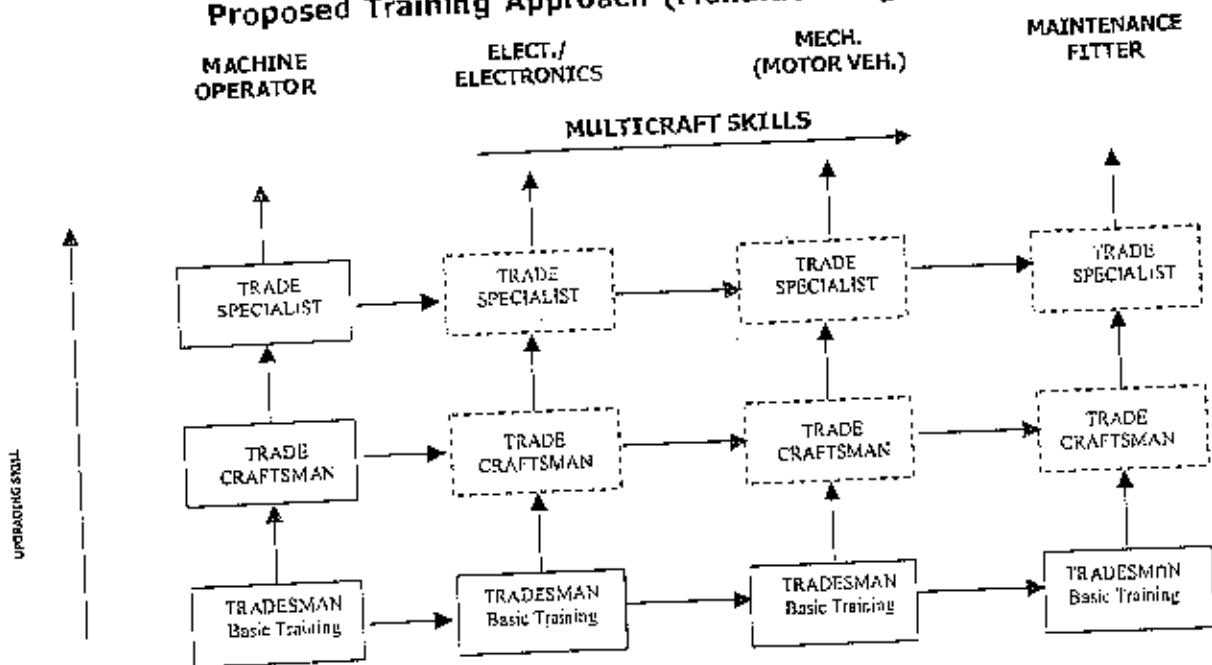 Proposed Training Approach
MACHINE
OPERATOR
ELECT./
ELECTRONICS
MECH.
(MOTOR VEH.)
MAINTENANCE
FITTER
MULTICRAFT SKILLS
TRADE
SPECIALIST
TRADE
SPECIALIST
TRADE
SPECIALIST
TRADE
SPECIALIST
TRADE
CRAFTSMAN
TRADE
CRAFTSMAN
TRADE
CRAFTSMAN
TRADE
CRAFTSMAN
UPGRADING SKILL
TRADESMAN
Basic Training
TRADESMAN
Basic Training
TRADESMAN
Basic Training
TRADESMAN
Basic Training